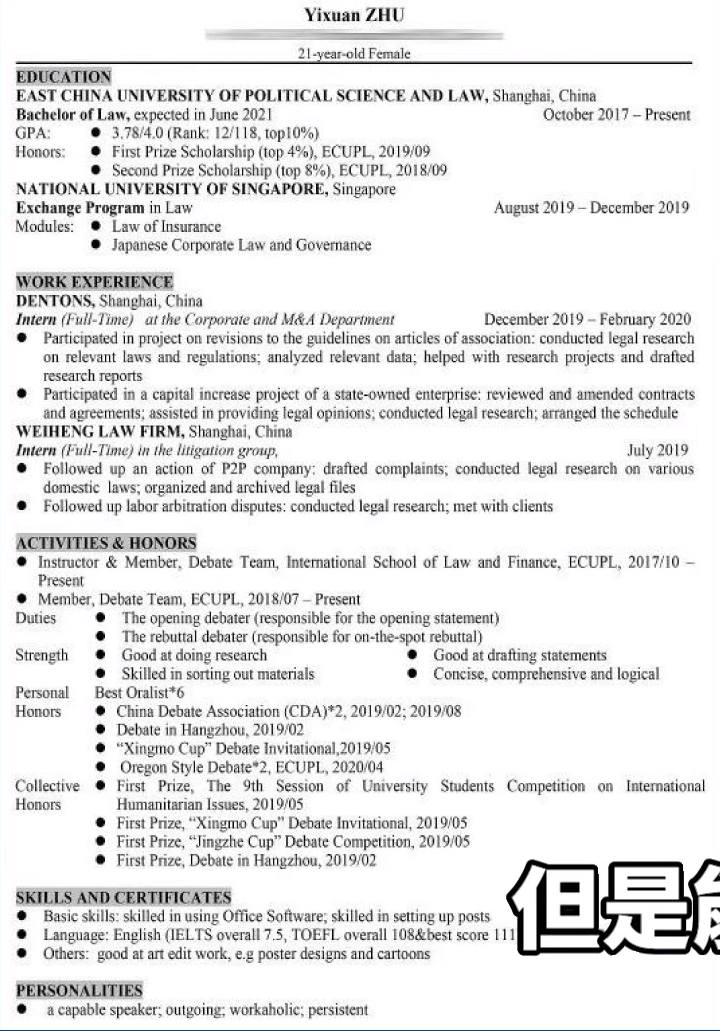 Yixuan ZHU
21-year-old Female
EDUCATION
EAST CHINA UNIVERSITY OF POLITICAL SCIENCE AND LAW, Shanghai, China
Bachelor of Law, expected in June 2021 October 2017 – Present
GPA: ● 3.78/4.0 (Rank: 12/118, top10%)
Honors: ● First Prize Scholarship (top 4%), ECUPL, 2019/09
● Second Prize Scholarship (top 8%), ECUPL, 2018/09
NATIONAL UNIVERSITY OF SINGAPORE, Singapore
Exchange Program in Law August 2019 – December 2019
Modules: ● Law of Insurance
● Japanese Corporate Law and Governance
WORK EXPERIENCE
DENTONS, Shanghai, China
Intern (Full-Time) at the Corporate and M&A Department December 2019 – February 2020
● Participated in project on revisions to the guidelines on articles of association: conducted legal research
on relevant laws and regulations; analyzed relevant data; helped with research projects and drafted
research reports
● Participated in a capital increase project of a state-owned enterprise: reviewed and amended contracts
and agreements; assisted in providing legal opinions; conducted legal research; arranged the schedule
WEIHENG LAW FIRM, Shanghai, China
Intern (Full-Time) in the litigation group, July 2019
● Followed up an action of P2P company: drafted complaints; conducted legal research on various
domestic laws; organized and archived legal files
● Followed up labor arbitration disputes: conducted legal research; met with clients
ACTIVITIES & HONORS
● Instructor & Member, Debate Team, International School of Law and Finance, ECUPL, 2017/10 –
Present
● Member, Debate Team, ECUPL, 2018/07 – Present
Duties ● The opening debater (responsible for the opening statement)
● The rebuttal debater (responsible for on-the-spot rebuttal)
Strength ● Good at doing research ● Good at drafting statements
● Skilled in sorting out materials ● Concise, comprehensive and logical
Personal Best Oralist*6
Honors ● China Debate Association (CDA)*2, 2019/02; 2019/08
● Debate in Hangzhou, 2019/02
● “Xingmo Cup” Debate Invitational,2019/05
● Oregon Style Debate*2, ECUPL, 2020/04
Collective ● First Prize, The 9th Session of University Students Competition on International
Honors Humanitarian Issues, 2019/05
● First Prize, “Xingmo Cup” Debate Invitational, 2019/05
● First Prize, “Jingzhe Cup” Debate Competition, 2019/05
● First Prize, Debate in Hangzhou, 2019/02
SKILLS AND CERTIFICATES
● Basic skills: skilled in using Office Software; skilled in setting up posts
● Language: English (IELTS overall 7.5, TOEFL overall 108&best score 111
● Others: good at art edit work, e.g poster designs and cartoons
但是
PERSONALITIES
● a capable speaker; outgoing; workaholic; persistent